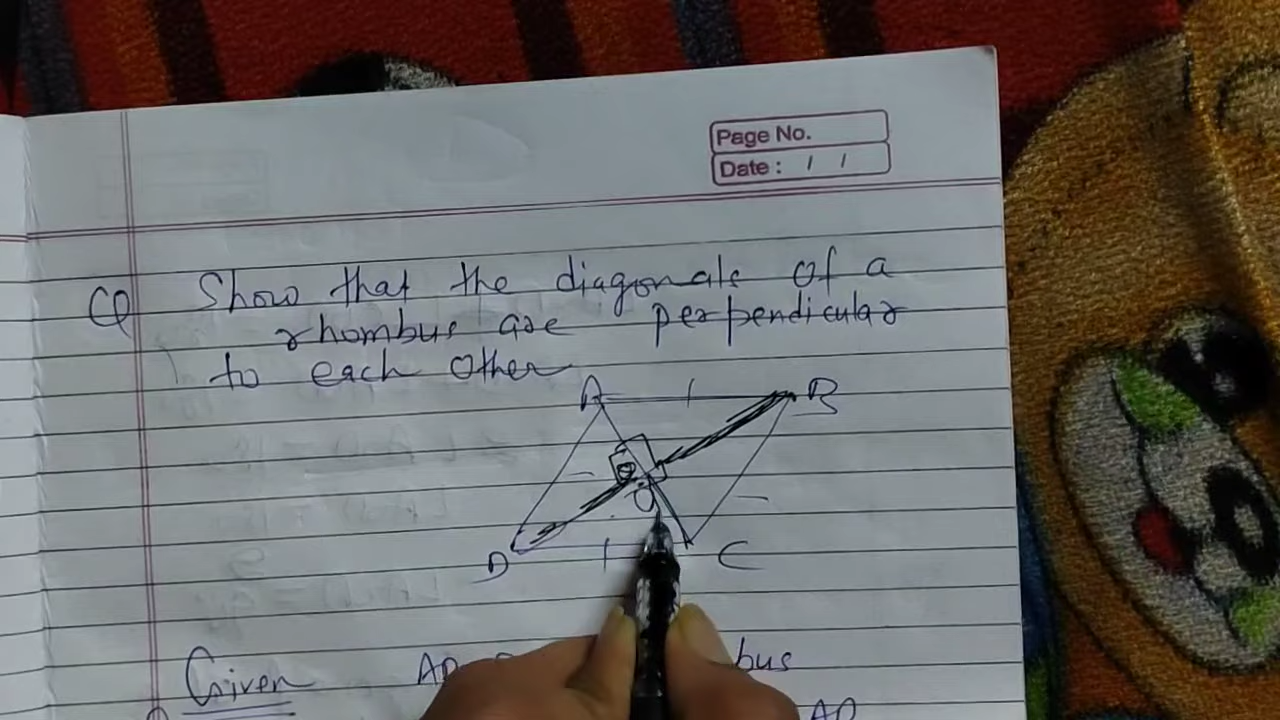 Page No.
Date : / /
Q Show that the diagonals of a
rhombus are perpendicular
to each other
A B
O
D C
Given bus